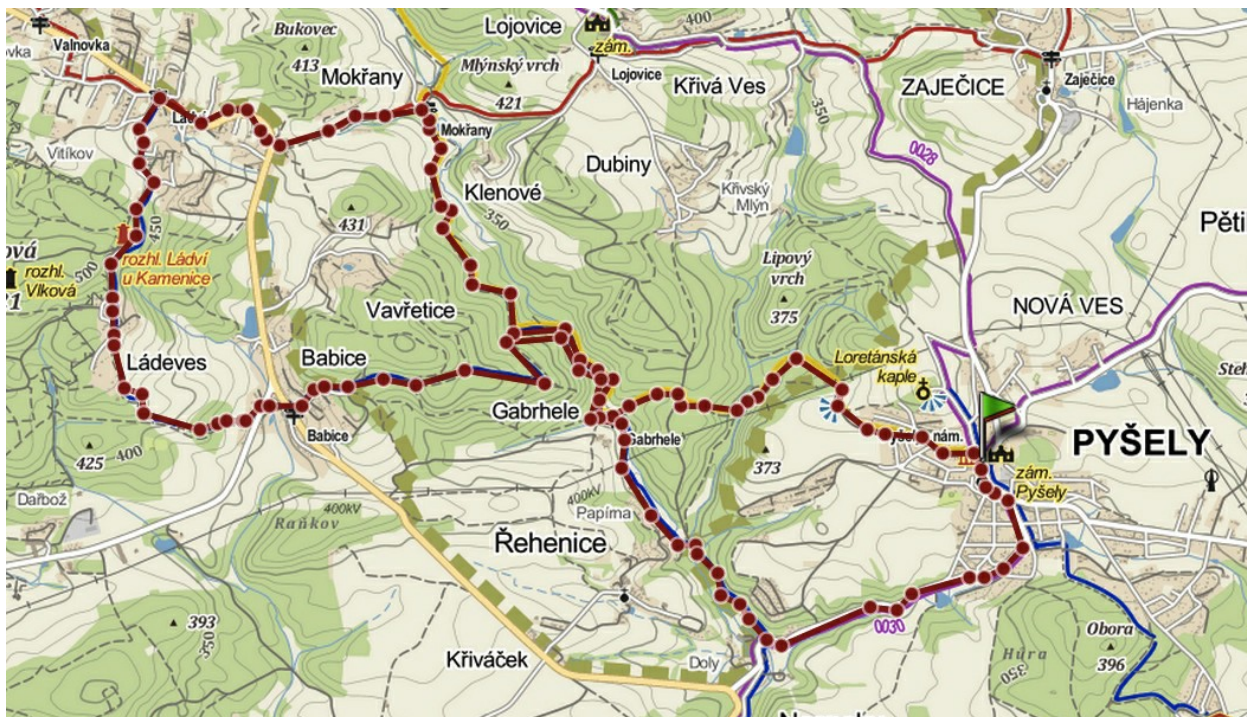 Lojovice
400
Valnovka
Bukovec
413
Mokřany
Mlýnský vrch
421
zám.
Lojovice
Křivá Ves
ZAJEČICE
Zaječice
Hájenka
350
Mokřany
Vitíkov
Klenové
Dubiny
Křivský
Mlýn
0028
350
450
431
Pěti
rozhl.
Vlková
500
rozhl. Ládví
u Kamenice
Lipový
vrch
375
NOVÁ VES
Vavřetice
Ládeves
Babice
Loretánská
kaple
Gabrhele
Gabrhele
nám.
PYŠELY
Babice
425
400
373
zám.
Pyšely
Darbož
Raňkov
400kV
400kV
Papírna
Řehenice
393
350
0030
Křiváček
Doly
Hůra
350
Obora
396